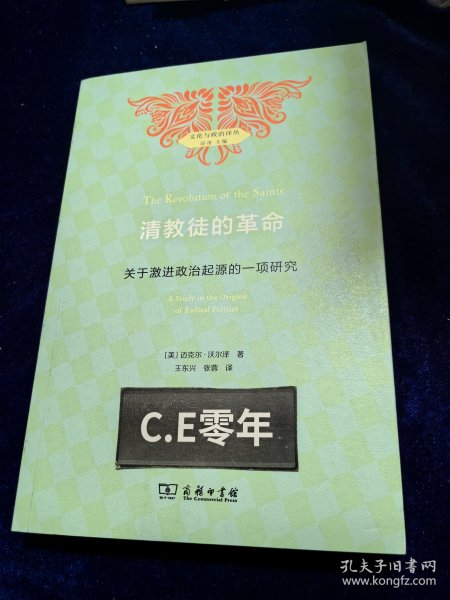 文化与政治译丛
应奇 主编
The Revolution of the Saints
清教徒的革命
关于激进政治起源的一项研究
A Study in the Origins
of Radical Politics
〔美〕迈克尔·沃尔泽 著
王东兴 张蓉 译
C.E零年
商务印书馆
The Commercial Press
孔夫子旧书网
www.kongfz.com